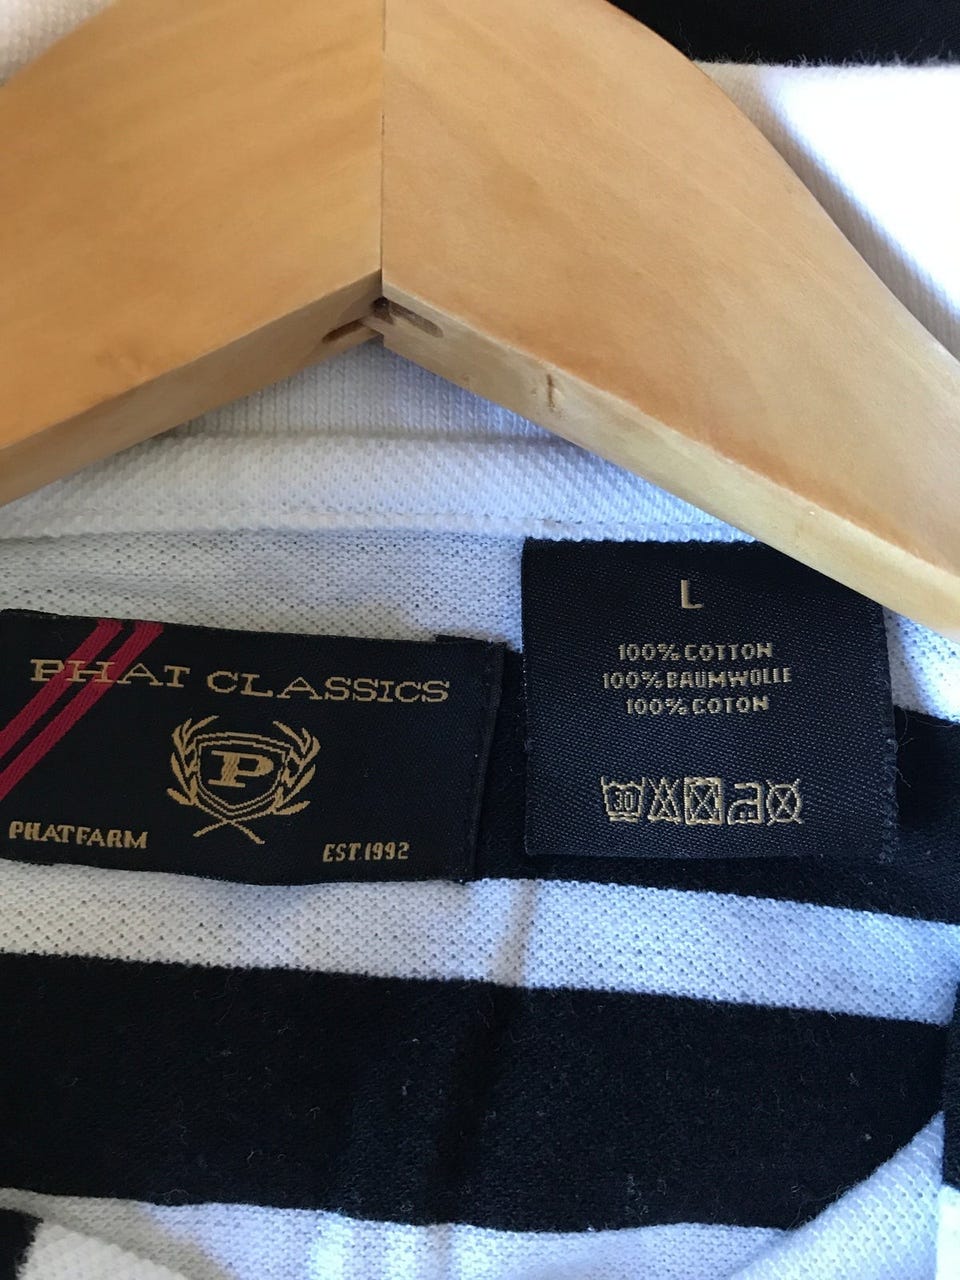 PHAT CLASSICS
P
PHATFARM
EST.1992
L
100% COTTON
100% BAUMWOLLE
100% COTON
30